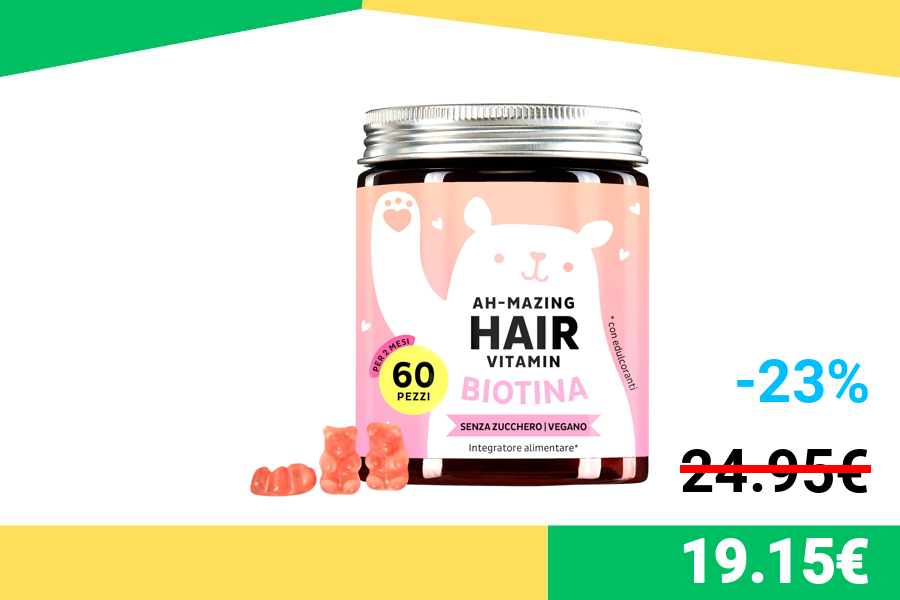 AH-MAZING
HAIR
VITAMIN
BIOTINA
PER 2 MESI
60
PEZZI
SENZA ZUCCHERO | VEGANO
Integratore alimentare*
* con edulcoranti
-23%
24.95€
19.15€